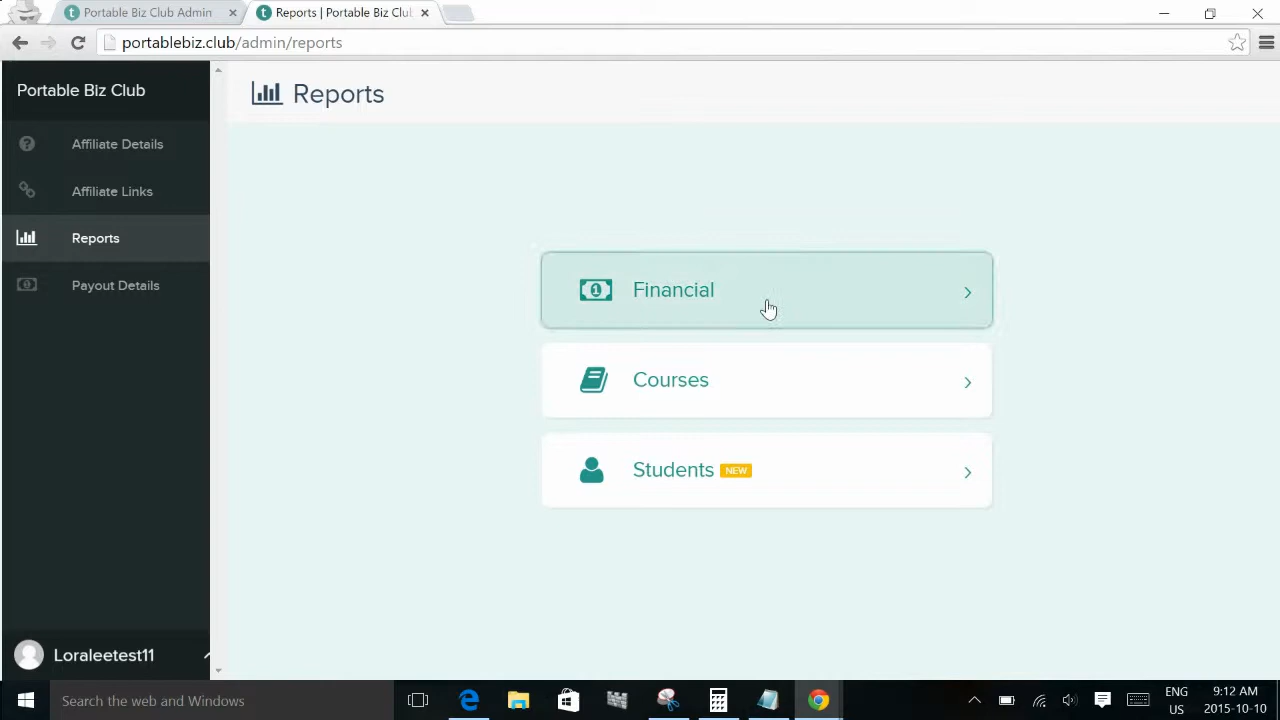 Portable Biz Club Admin
Reports | Portable Biz Clu
portablebiz.club/admin/reports
Portable Biz Club
Reports
Affiliate Details
Affiliate Links
Reports
Payout Details
Financial
Courses
Students NEW
Loraleetest11
Search the web and Windows
ENG
US
9:12 AM
2015-10-10